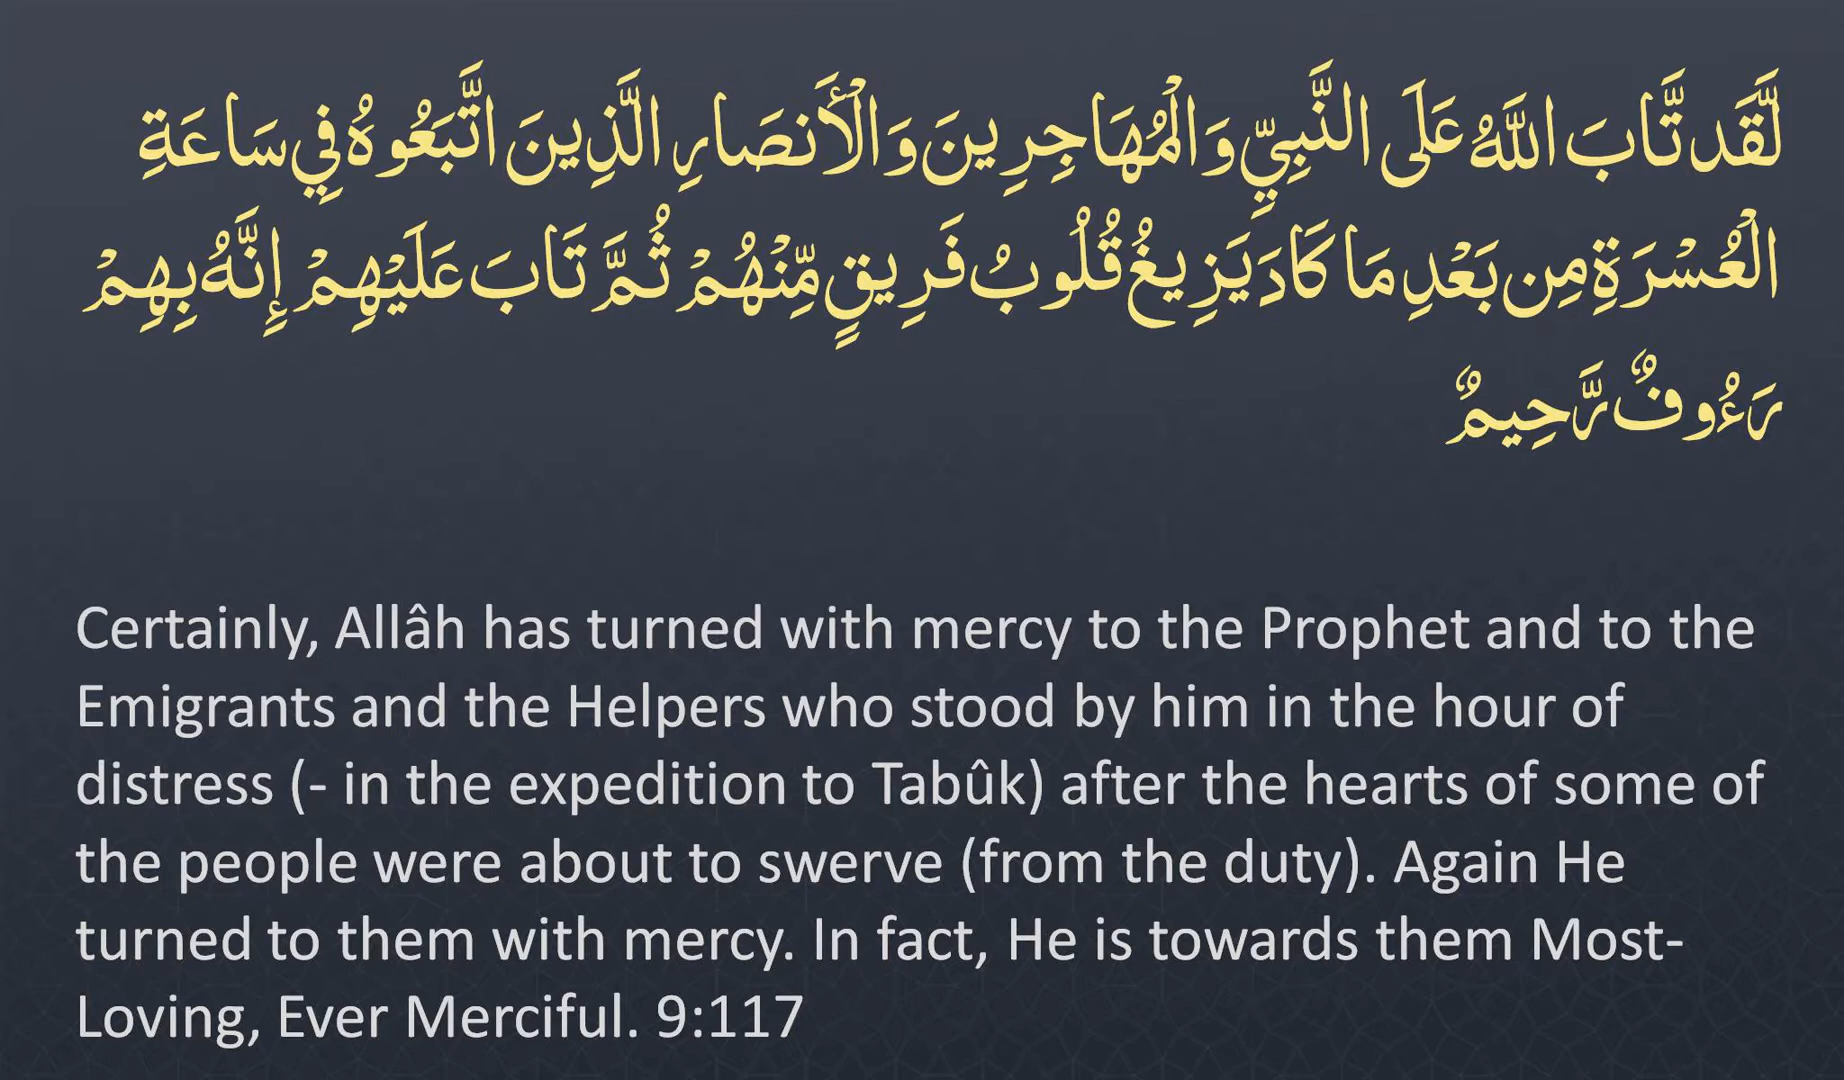 لَّقَد تَّابَ اللَّهُ عَلَى النَّبِيِّ وَالْمُهَاجِرِينَ وَالْأَنصَارِ الَّذِينَ اتَّبَعُوهُ فِي سَاعَةِ
الْعُسْرَةِ مِن بَعْدِ مَا كَادَ يَزِيغُ قُلُوبُ فَرِيقٍ مِّنْهُمْ ثُمَّ تَابَ عَلَيْهِمْ إِنَّهُ بِهِمْ
رَءُوفٌ رَّحِيمٌ
Certainly, Allâh has turned with mercy to the Prophet and to the
Emigrants and the Helpers who stood by him in the hour of
distress (- in the expedition to Tabûk) after the hearts of some of
the people were about to swerve (from the duty). Again He
turned to them with mercy. In fact, He is towards them Most-
Loving, Ever Merciful. 9:117